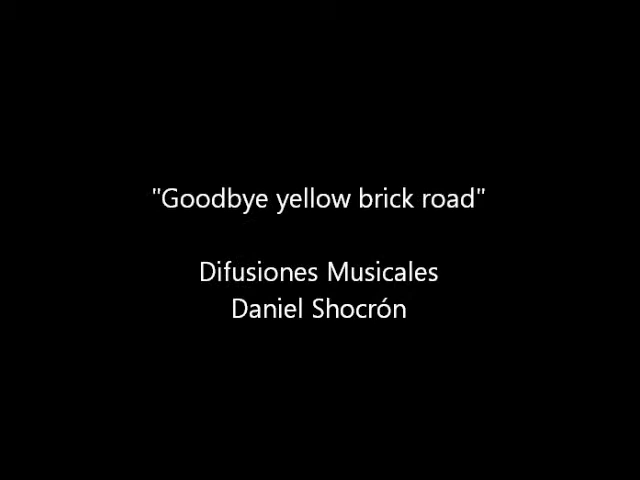 "Goodbye yellow brick road"
Difusiones Musicales
Daniel Shocrón